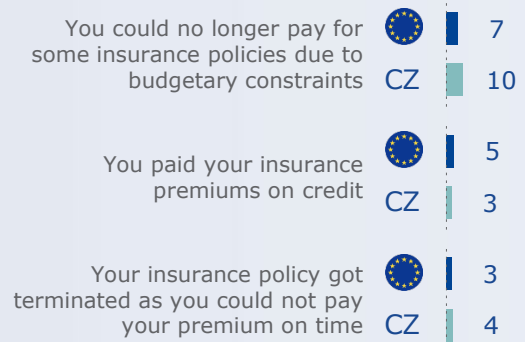 You could no longer pay for
some insurance policies due to
budgetary constraints
7
CZ 10
You paid your insurance
premiums on credit
5
CZ 3
Your insurance policy got
terminated as you could not pay
your premium on time
3
CZ 4